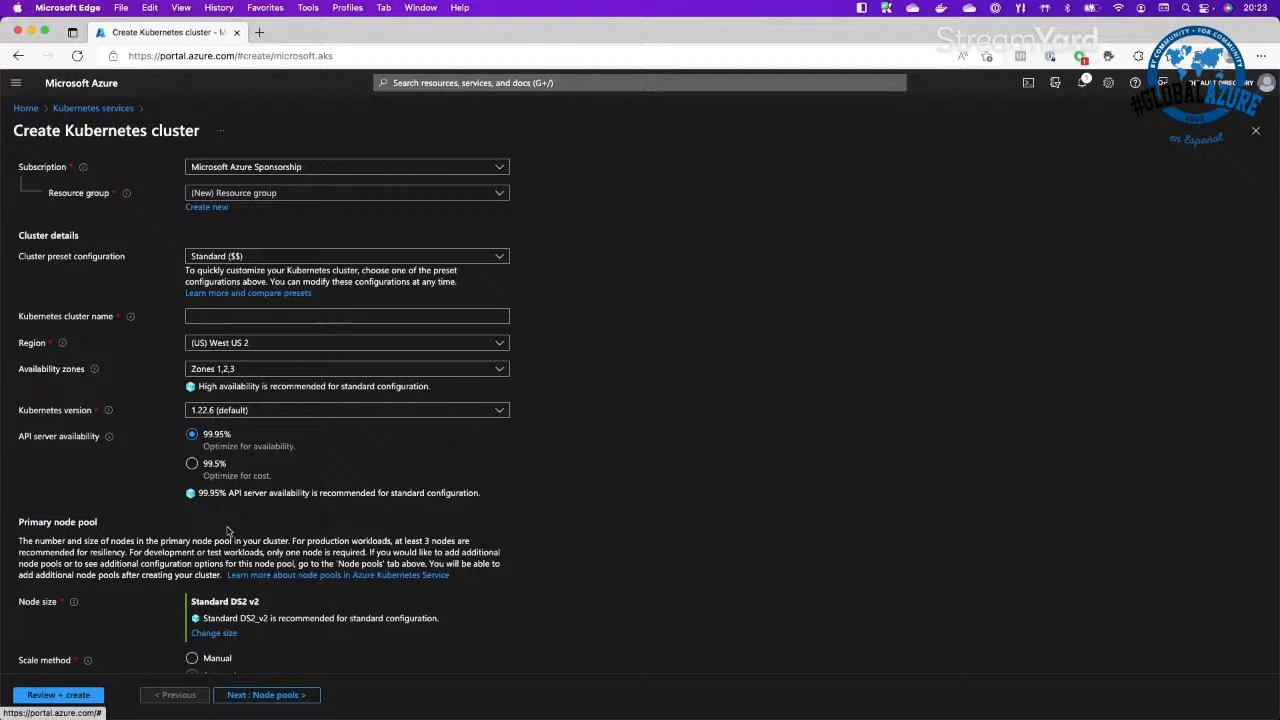 Microsoft Edge File Edit View History Favorites Tools Profiles Tab Window Help 20:23
Create Kubernetes cluster - M
StreamYard
https://portal.azure.com/#create/microsoft.aks
BY COMMUNITY · FOR COMMUNITY
Microsoft Azure
Search resources, services, and docs (G+/)
1
DEFAULT DIRECTORY
#GLOBALAZURE
2022
en Español
Home > Kubernetes services >
Create Kubernetes cluster ...
Subscription * Microsoft Azure Sponsorship
Resource group * (New) Resource group
Create new
Cluster details
Cluster preset configuration Standard ($$)
To quickly customize your Kubernetes cluster, choose one of the preset
configurations above. You can modify these configurations at any time.
Learn more and compare presets
Kubernetes cluster name *
Region * (US) West US 2
Availability zones Zones 1,2,3
High availability is recommended for standard configuration.
Kubernetes version * 1.22.6 (default)
API server availability 99.95%
Optimize for availability.
99.5%
Optimize for cost.
99.95% API server availability is recommended for standard configuration.
Primary node pool
The number and size of nodes in the primary node pool in your cluster. For production workloads, at least 3 nodes are
recommended for resiliency. For development or test workloads, only one node is required. If you would like to add additional
node pools or to see additional configuration options for this node pool, go to the 'Node pools' tab above. You will be able to
add additional node pools after creating your cluster. Learn more about node pools in Azure Kubernetes Service
Node size * Standard DS2 v2
Standard DS2_v2 is recommended for standard configuration.
Change size
Scale method * Manual
Review + create < Previous Next : Node pools >
https://portal.azure.com/#